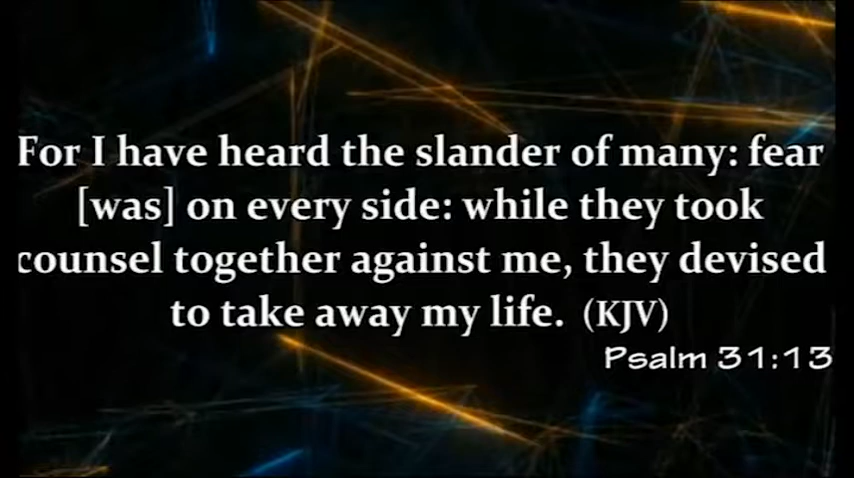 For I have heard the slander of many: fear
[was] on every side: while they took
counsel together against me, they devised
to take away my life. (KJV)
Psalm 31:13